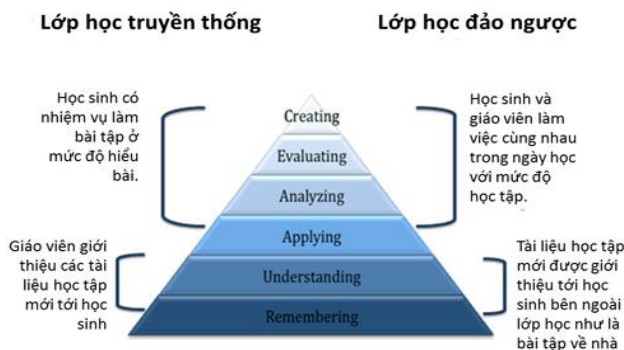 Lớp học truyền thống
Lớp học đảo ngược
Học sinh có
nhiệm vụ làm
bài tập ở
mức độ hiểu
bài.
Giáo viên giới
thiệu các tài
liệu học tập
mới tới học
sinh
Creating
Evaluating
Analyzing
Applying
Understanding
Remembering
Học sinh và
giáo viên làm
việc cùng nhau
trong ngày học
với mức độ
học tập.
Tài liệu học tập
mới được giới
thiệu tới học
sinh bên ngoài
lớp học như là
bài tập về nhà